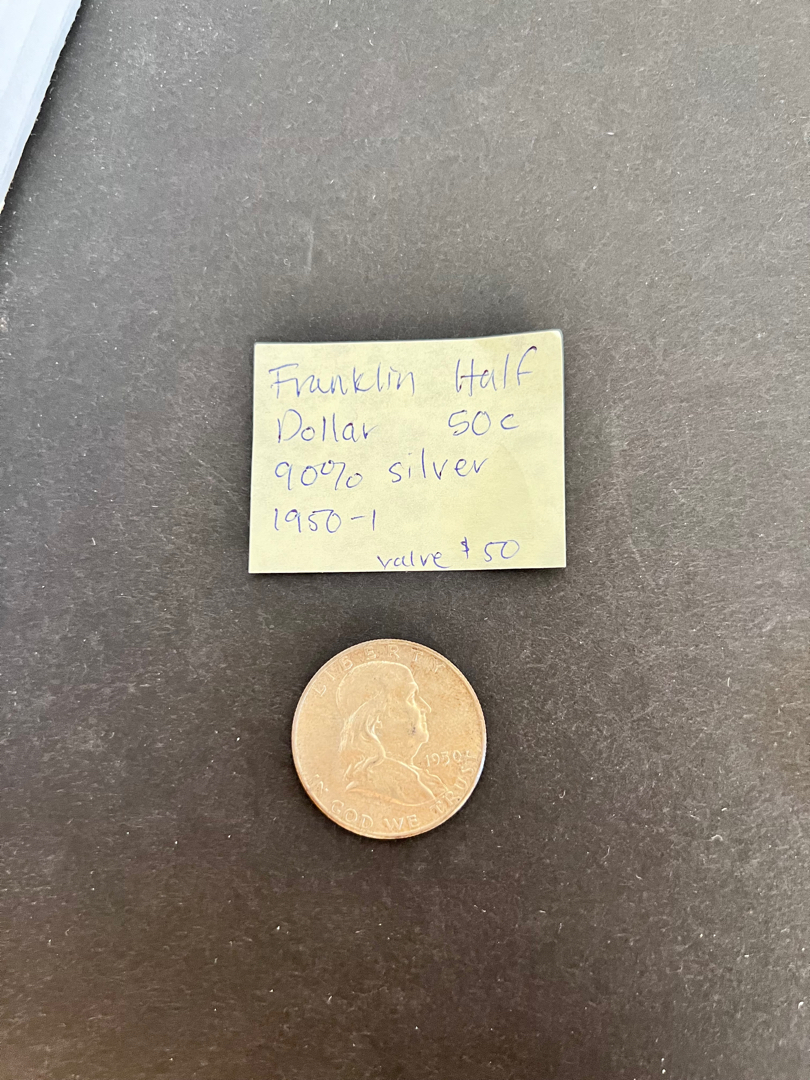 Franklin Half
Dollar 50c
90% silver
1950-1
value $50
LIBERTY
1950
IN GOD WE TRUST